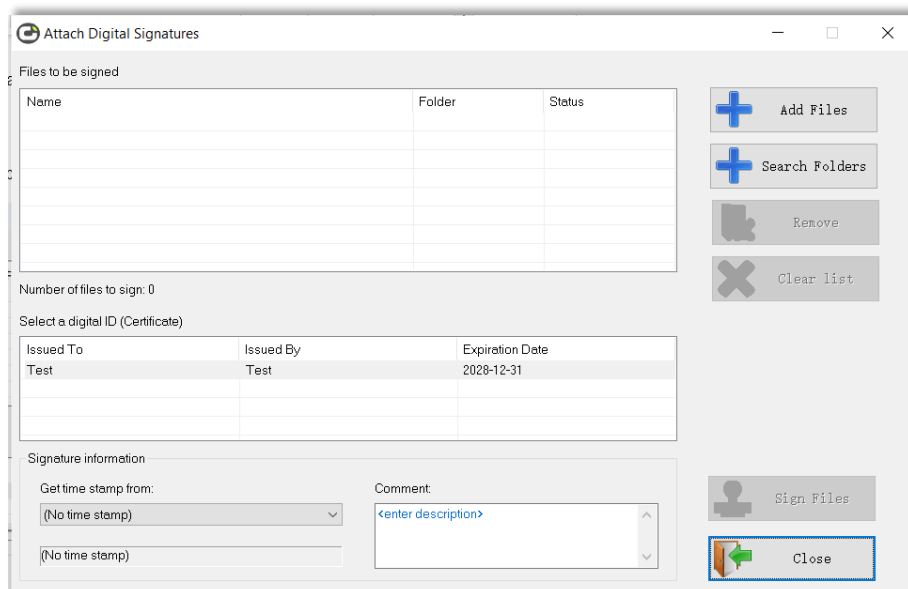 Attach Digital Signatures
Files to be signed
Name Folder Status
Add Files
Search Folders
Remove
Clear list
Number of files to sign: 0
Select a digital ID (Certificate)
Issued To Issued By Expiration Date
Test Test 2028-12-31
Signature information
Get time stamp from: Comment:
(No time stamp) <enter description>
Sign Files
(No time stamp)
Close